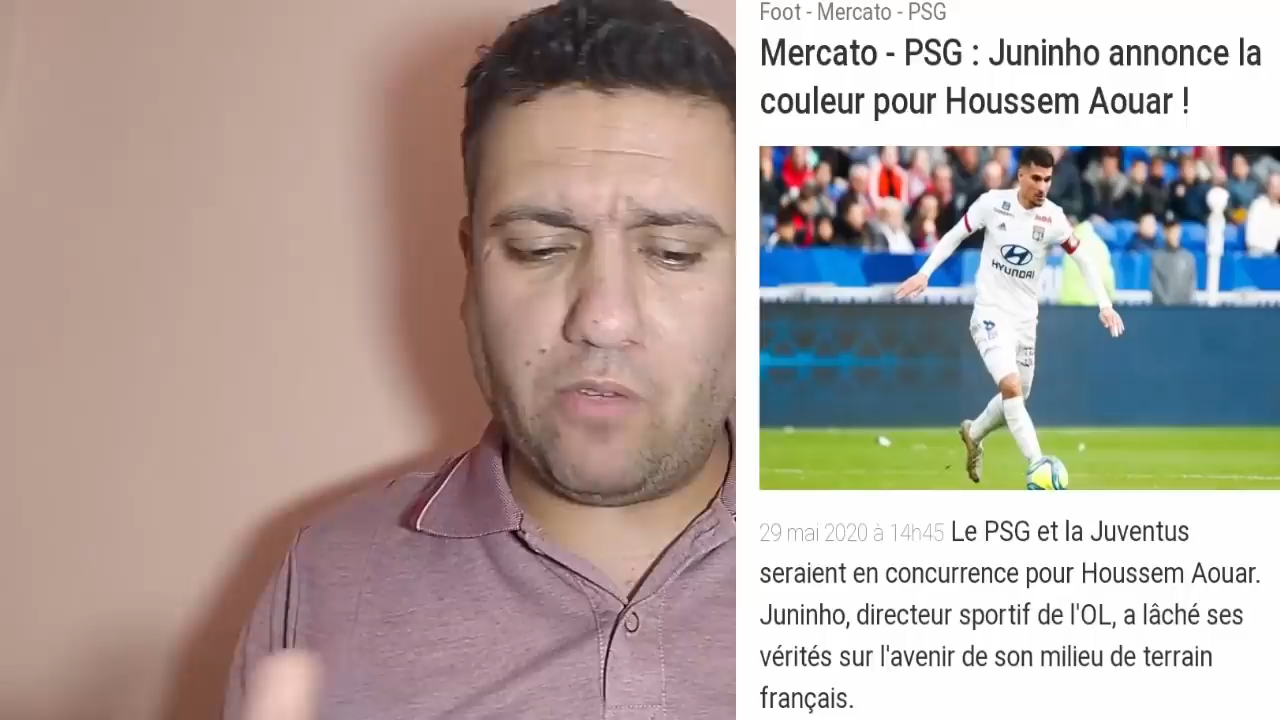 Foot - Mercato - PSG
Mercato - PSG : Juninho annonce la
couleur pour Houssem Aouar !
HYUNDAI
29 mai 2020 à 14h45 Le PSG et la Juventus
seraient en concurrence pour Houssem Aouar.
Juninho, directeur sportif de l'OL, a lâché ses
vérités sur l'avenir de son milieu de terrain
français.